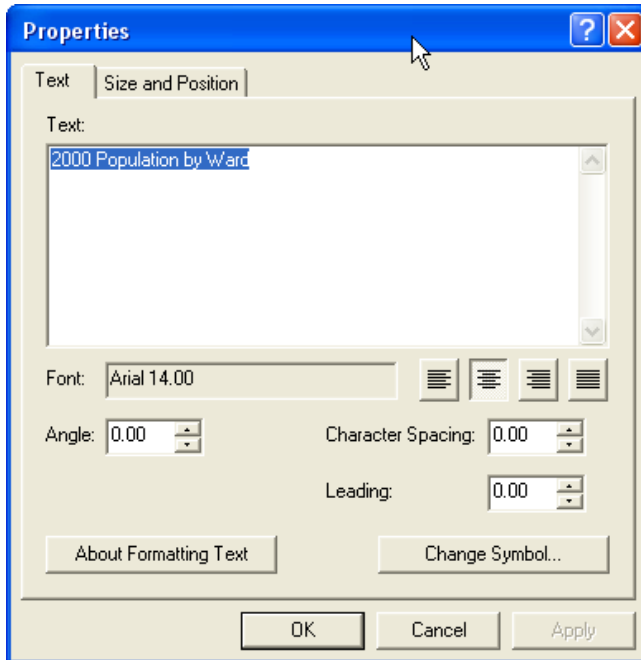 Properties
Text Size and Position
Text:
2000 Population by Ward
Font: Arial 14.00
Angle: 0.00 Character Spacing: 0.00
Leading: 0.00
About Formatting Text Change Symbol...
OK Cancel Apply